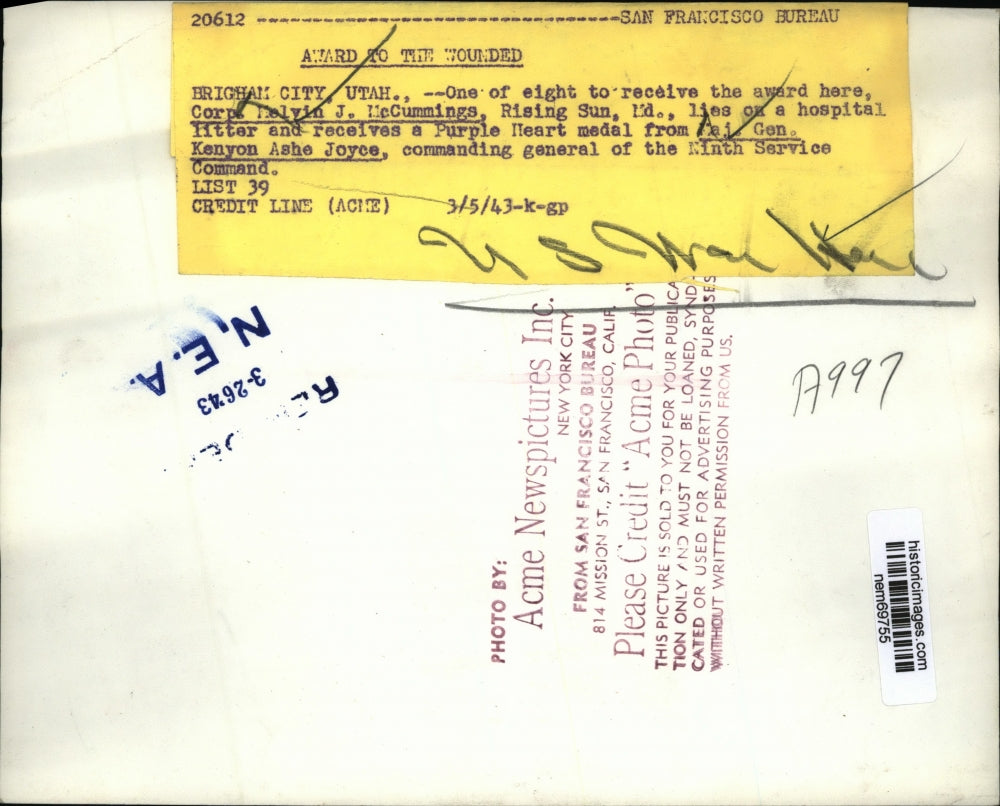 20612 ------------------------------------SAN FRANCISCO BUREAU
AWARD TO THE WOUNDED
BRIGHAM CITY, UTAH., --One of eight to receive the award here,
Corp. Melvin J. McCummings, Rising Sun, Md., lies on a hospital
litter and receives a Purple Heart medal from Maj. Gen.
Kenyon Ashe Joyce, commanding general of the Ninth Service
Command.
LIST 39
CREDIT LINE (ACME) 3/5/43-k-gp
U S War
N.E.A.
3-26'43
PHOTO BY:
Acme Newspictures Inc.
NEW YORK CITY
FROM SAN FRANCISCO BUREAU
814 MISSION ST., SAN FRANCISCO, CALIF.
Please Credit "Acme Photo"
THIS PICTURE IS SOLD TO YOU FOR YOUR PUBLICA
TION ONLY AND MUST NOT BE LOANED, SYND
CATED OR USED FOR ADVERTISING PURPOSES
WITHOUT WRITTEN PERMISSION FROM US.
A997
historicimages.com
nem69755